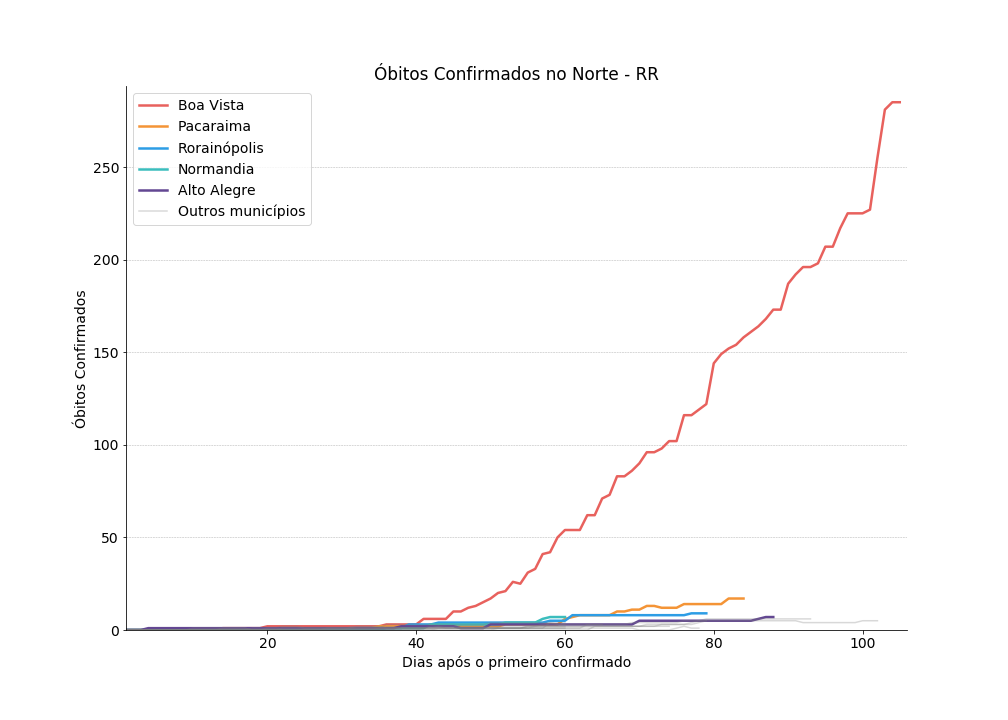 Óbitos Confirmados no Norte - RR
Boa Vista
Pacaraima
Rorainópolis
Normandia
Alto Alegre
Outros municípios
Óbitos Confirmados
250
200
150
100
50
0
20
40
60
80
100
Dias após o primeiro confirmado